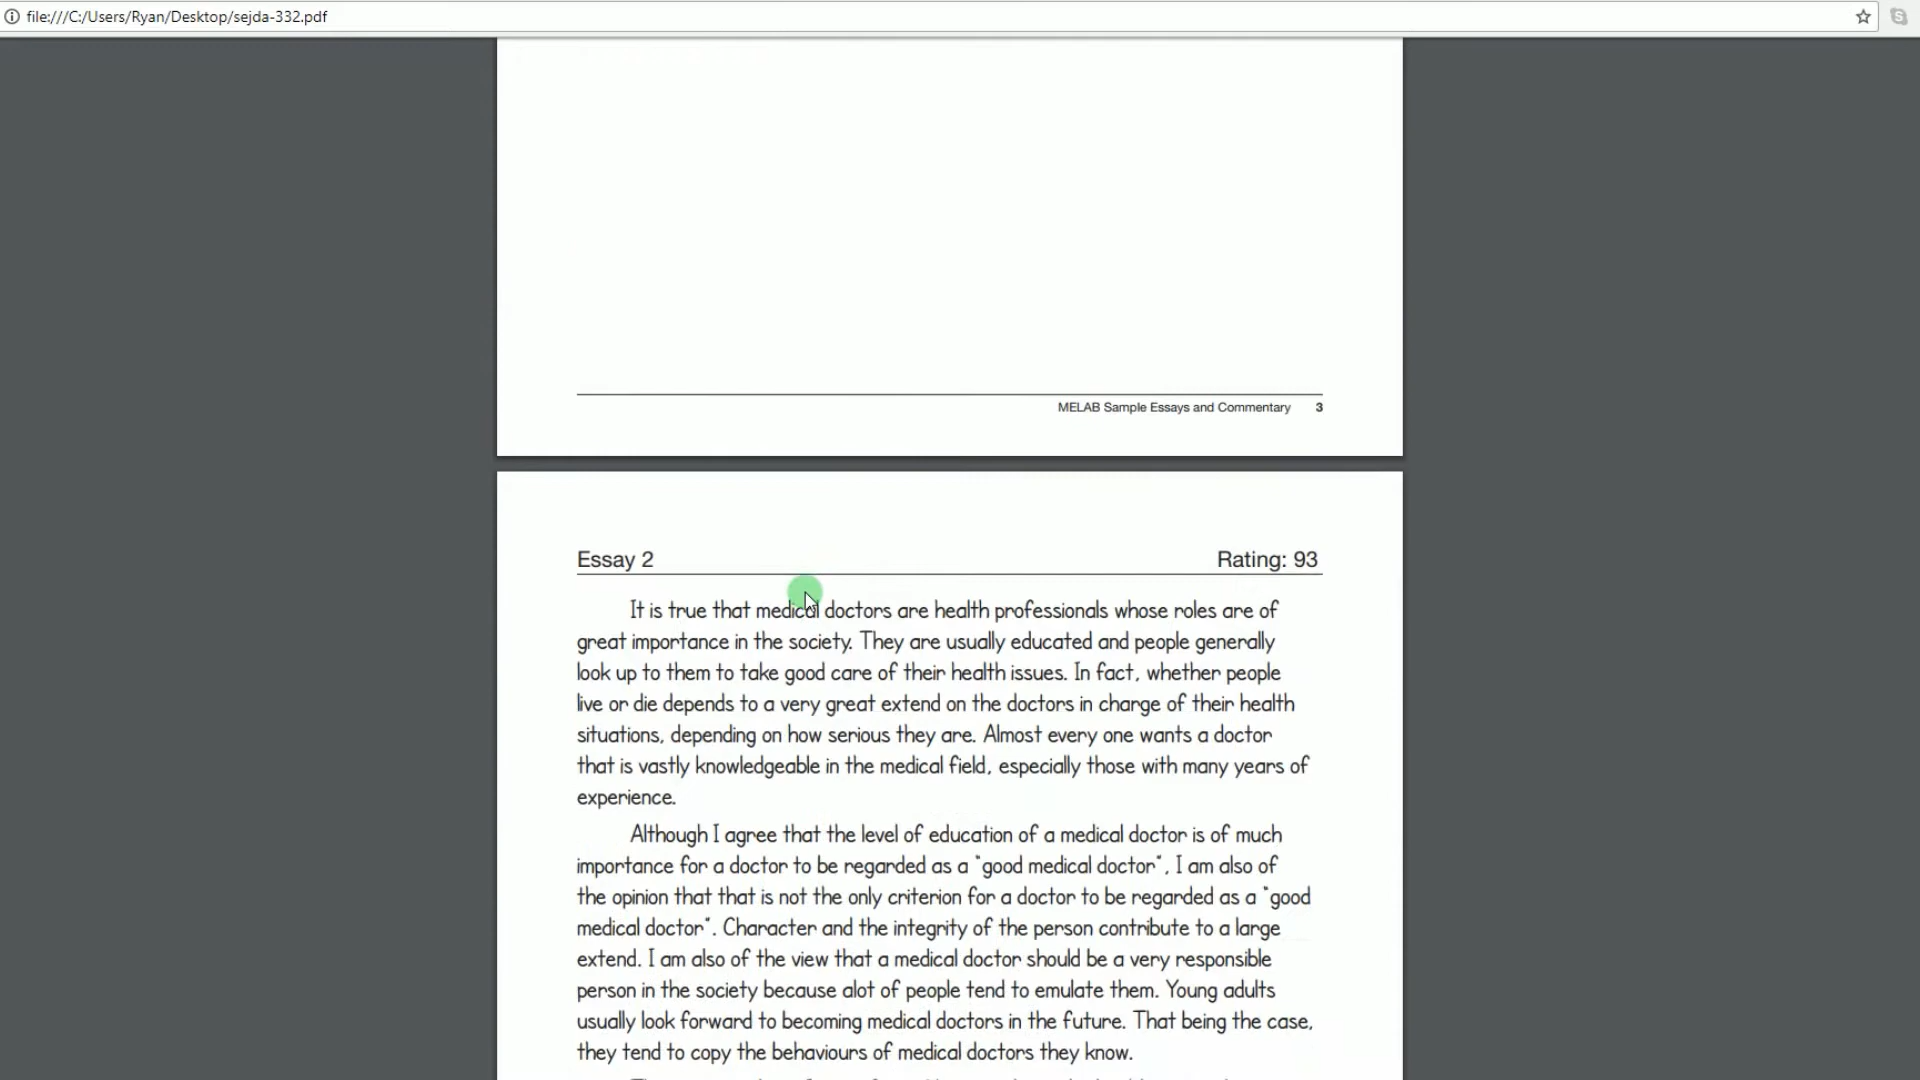 file:///C:/Users/Ryan/Desktop/sejda-332.pdf
MELAB Sample Essays and Commentary 3
Essay 2 Rating: 93
It is true that medical doctors are health professionals whose roles are of
great importance in the society. They are usually educated and people generally
look up to them to take good care of their health issues. In fact, whether people
live or die depends to a very great extend on the doctors in charge of their health
situations, depending on how serious they are. Almost every one wants a doctor
that is vastly knowledgeable in the medical field, especially those with many years of
experience.
Although I agree that the level of education of a medical doctor is of much
importance for a doctor to be regarded as a "good medical doctor", I am also of
the opinion that that is not the only criterion for a doctor to be regarded as a "good
medical doctor". Character and the integrity of the person contribute to a large
extend. I am also of the view that a medical doctor should be a very responsible
person in the society because alot of people tend to emulate them. Young adults
usually look forward to becoming medical doctors in the future. That being the case,
they tend to copy the behaviours of medical doctors they know.